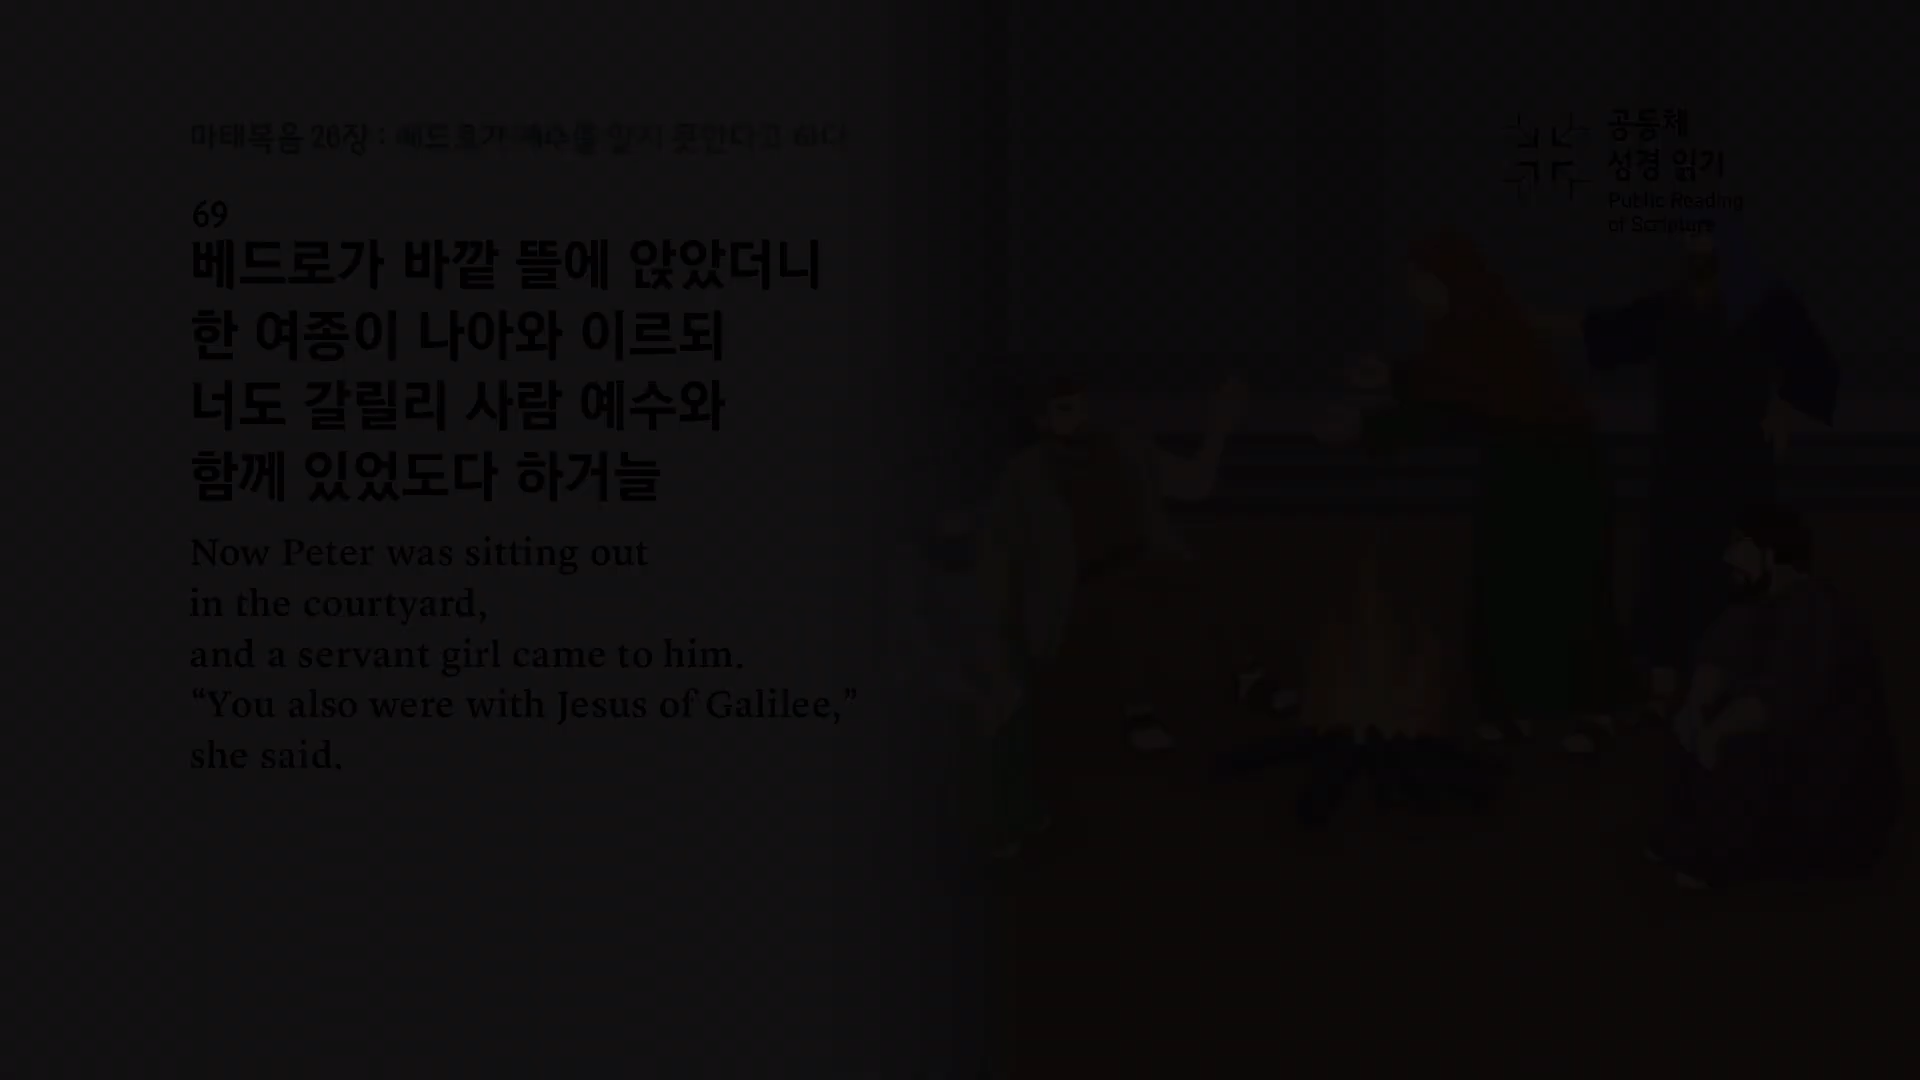 마태복음 26장 : 베드로가 예수를 알지 못한다고 하다
69
베드로가 바깥 뜰에 앉았더니
한 여종이 나아와 이르되
너도 갈릴리 사람 예수와
함께 있었도다 하거늘
Now Peter was sitting out
in the courtyard,
and a servant girl came to him.
“You also were with Jesus of Galilee,”
she said.
공동체
성경 읽기
Public Reading
of Scripture